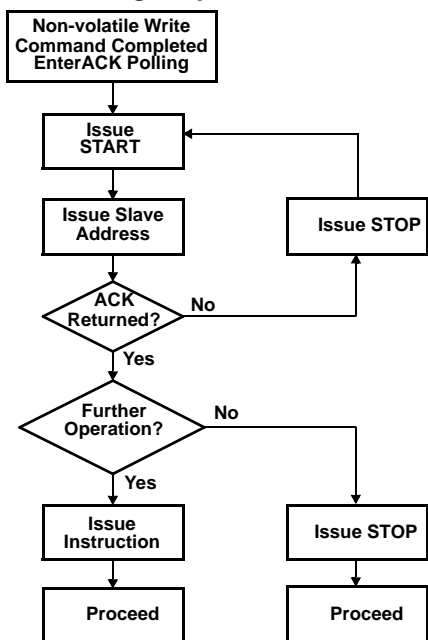 Non-volatile Write
Command Completed
EnterACK Polling
Issue
START
Issue Slave
Address
Issue STOP
ACK
Returned?
No
Yes
Further
Operation?
No
Yes
Issue
Instruction
Issue STOP
Proceed
Proceed